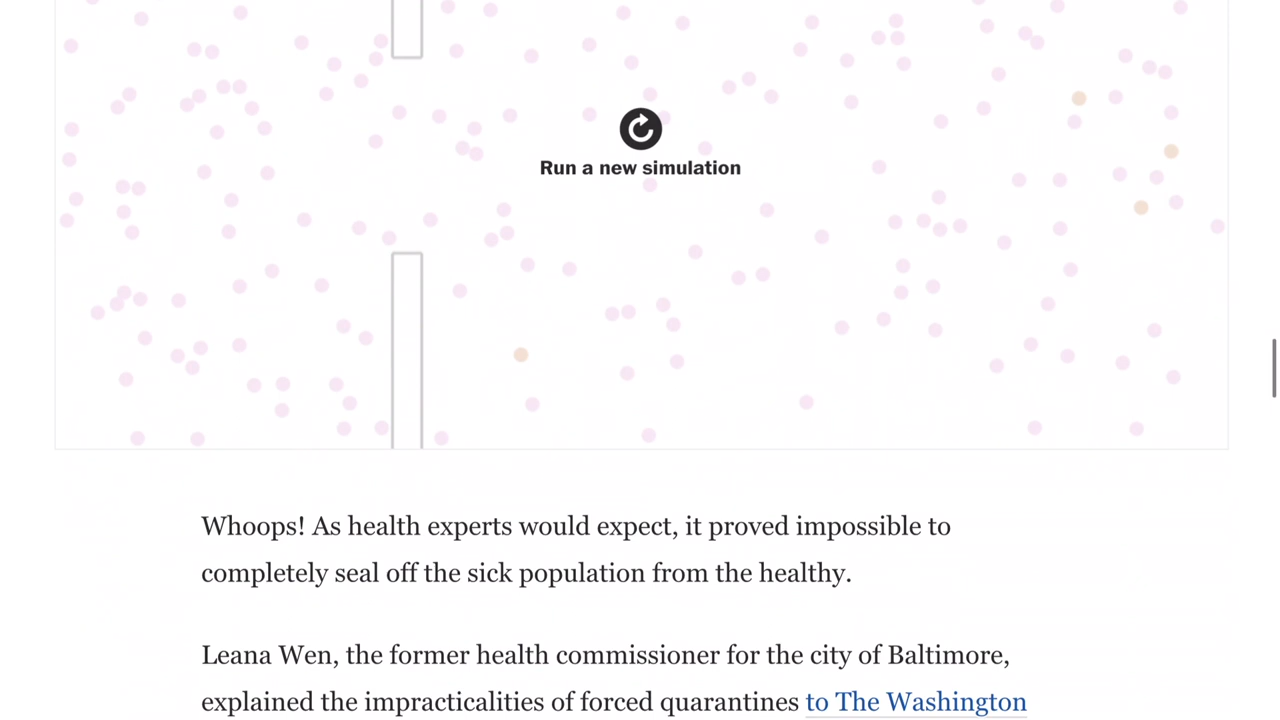 Run a new simulation
Whoops! As health experts would expect, it proved impossible to
completely seal off the sick population from the healthy.
Leana Wen, the former health commissioner for the city of Baltimore,
explained the impracticalities of forced quarantines to The Washington